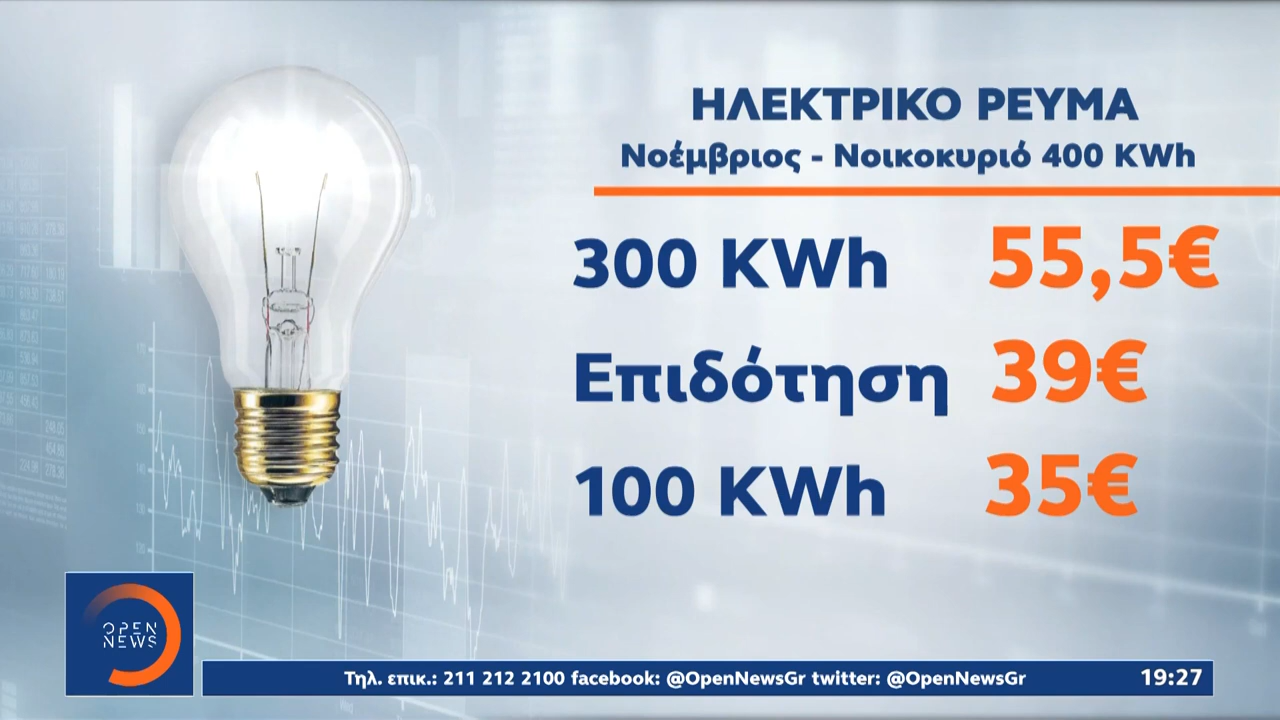 ΗΛΕΚΤΡΙΚΟ ΡΕΥΜΑ
Νοέμβριος - Νοικοκυριό 400 KWh
300 KWh 55,5€
Επιδότηση 39€
100 KWh 35€
OPEN
NEWS
Τηλ. επικ.: 211 212 2100 facebook: @OpenNewsGr twitter: @OpenNewsGr 19:27